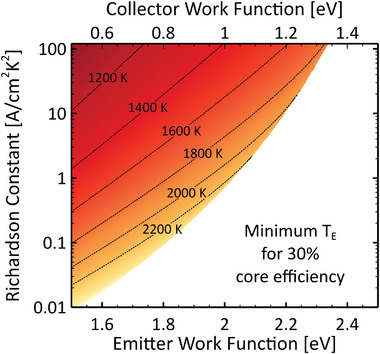 Collector Work Function [eV]
0.6 0.8 1 1.2 1.4
Richardson Constant [A/cm²K²]
100
10
1
0.1
0.01
1200 K
1400 K
1600 K
1800 K
2000 K
2200 K
Minimum T_E
for 30%
core efficiency
1.6 1.8 2 2.2 2.4
Emitter Work Function [eV]